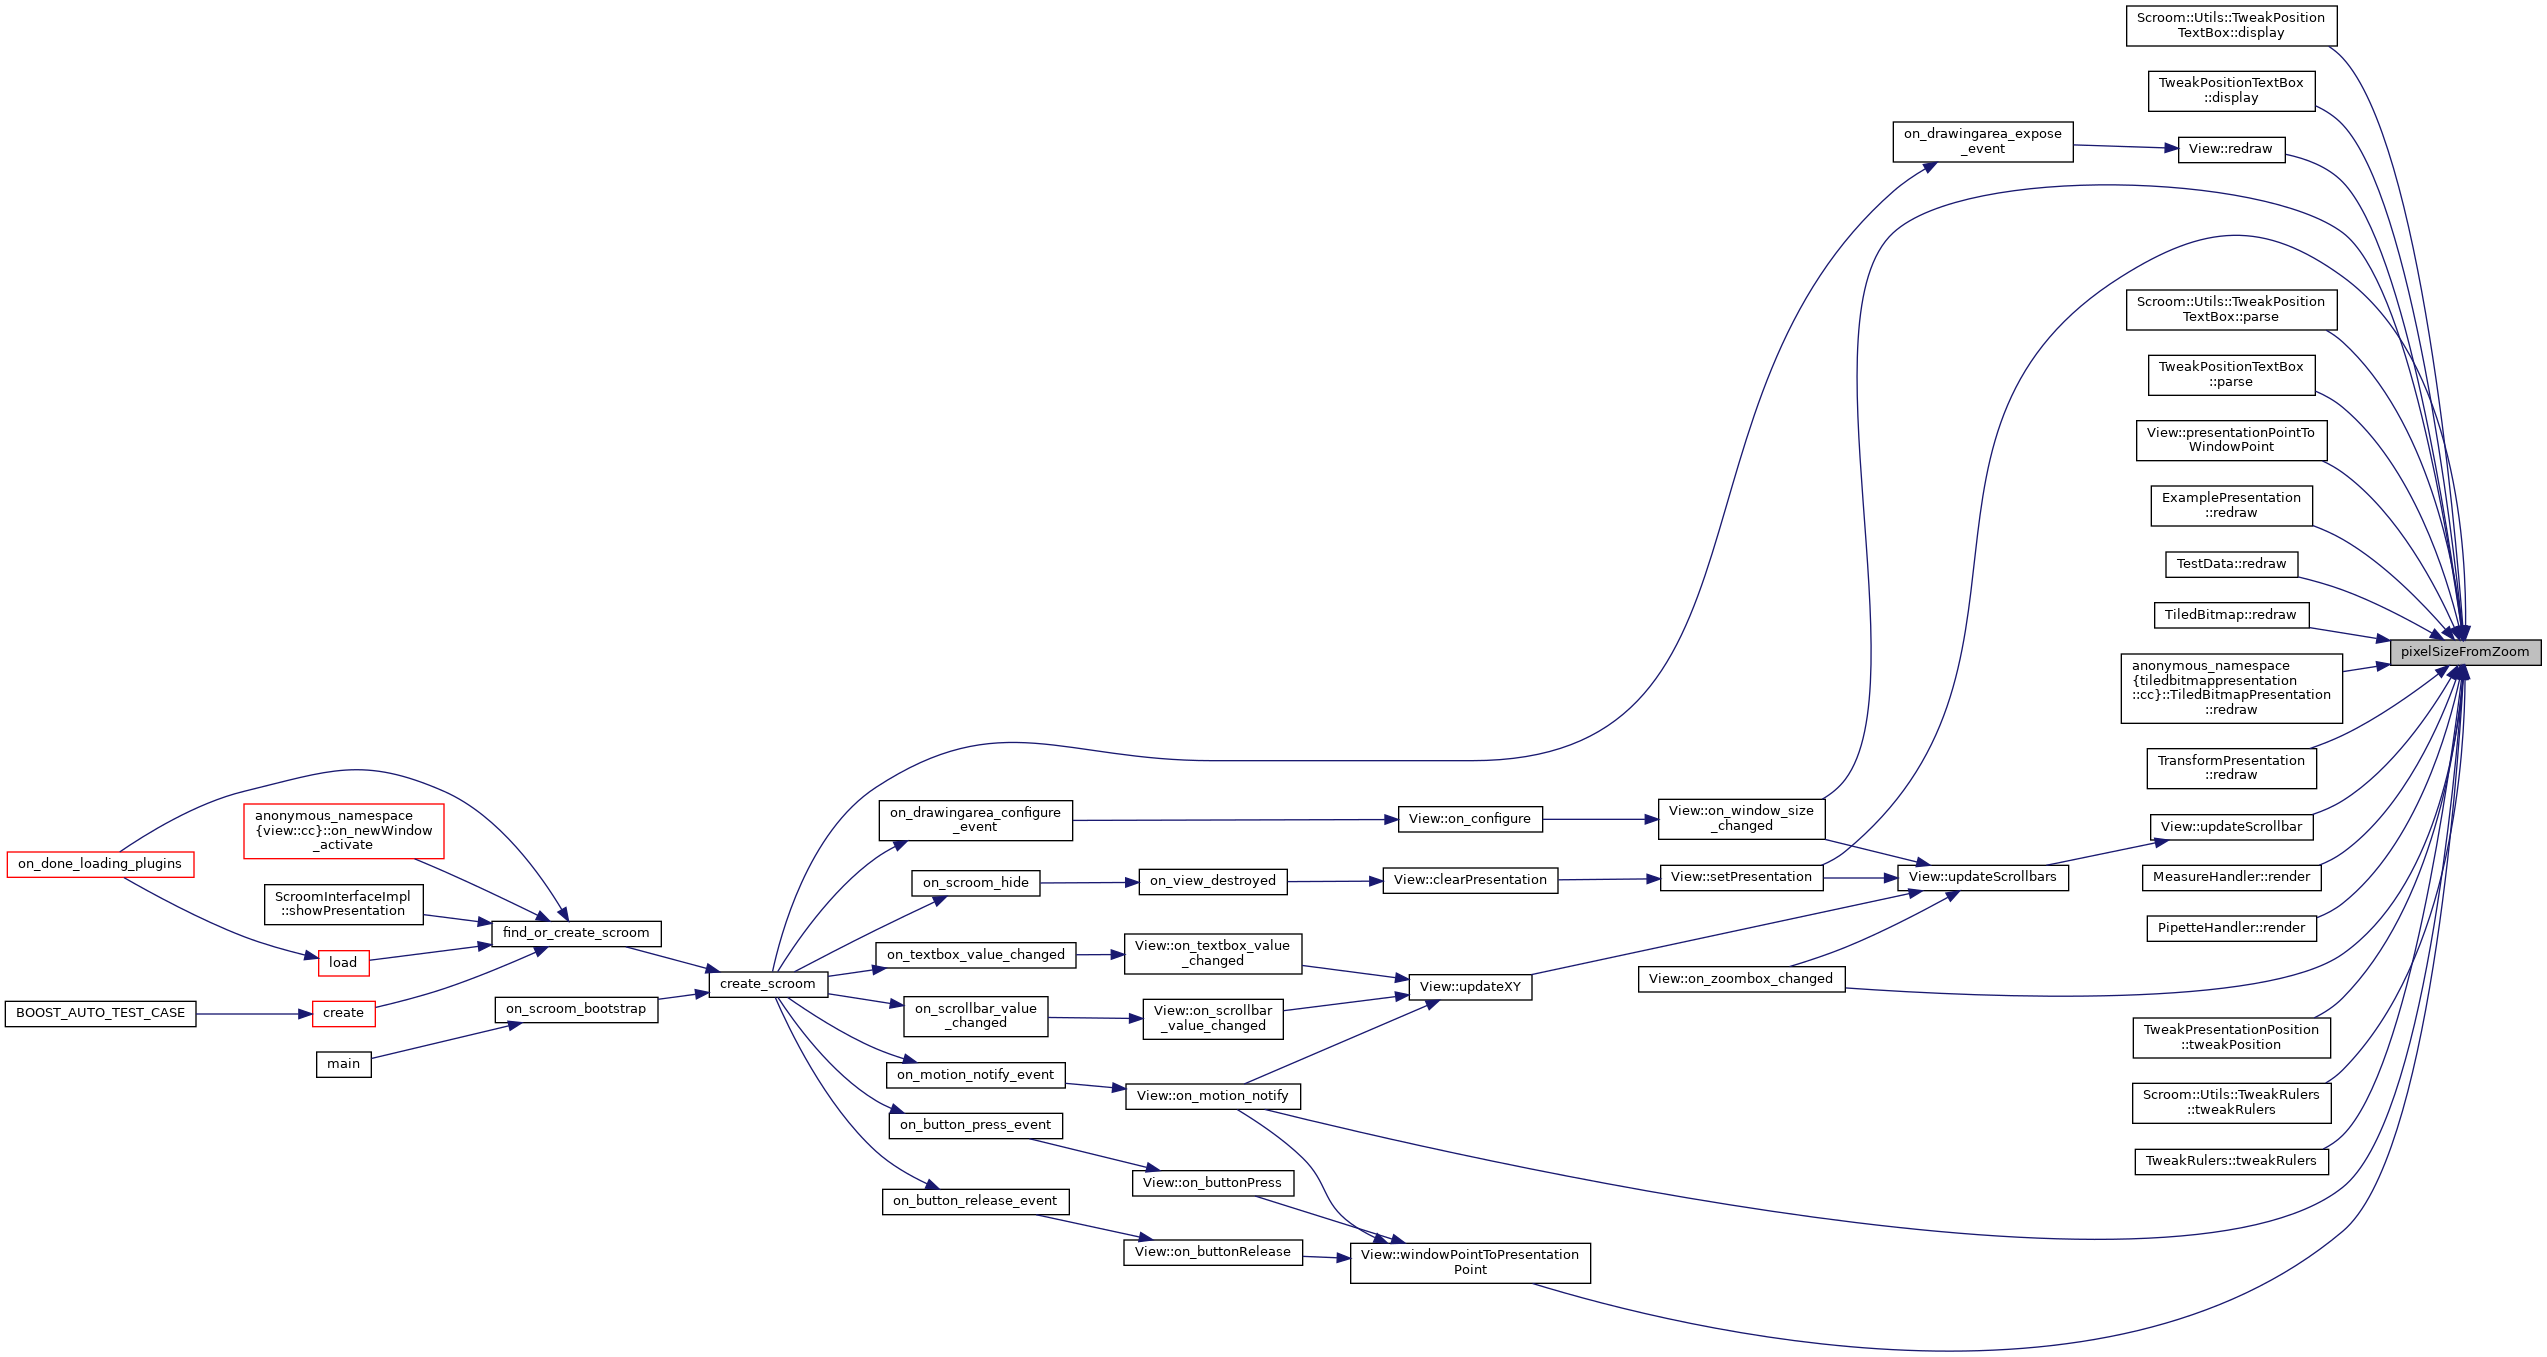 Scroom::Utils::TweakPosition
TextBox::display
TweakPositionTextBox
::display
on_drawingarea_expose
_event
View::redraw
Scroom::Utils::TweakPosition
TextBox::parse
TweakPositionTextBox
::parse
View::presentationPointTo
WindowPoint
ExamplePresentation
::redraw
TestData::redraw
TiledBitmap::redraw
pixelSizeFromZoom
anonymous_namespace
{tiledbitmappresentation
::cc}::TiledBitmapPresentation
::redraw
TransformPresentation
::redraw
View::updateScrollbar
MeasureHandler::render
PipetteHandler::render
TweakPresentationPosition
::tweakPosition
Scroom::Utils::TweakRulers
::tweakRulers
TweakRulers::tweakRulers
View::on_window_size
_changed
View::setPresentation
View::updateScrollbars
View::on_zoombox_changed
View::on_configure
View::clearPresentation
View::updateXY
View::windowPointToPresentation
Point
on_view_destroyed
View::on_textbox_value
_changed
View::on_scrollbar
_value_changed
View::on_motion_notify
View::on_buttonPress
View::on_buttonRelease
on_drawingarea_configure
_event
on_scroom_hide
on_textbox_value_changed
on_scrollbar_value
_changed
on_motion_notify_event
on_button_press_event
on_button_release_event
create_scroom
find_or_create_scroom
on_scroom_bootstrap
anonymous_namespace
{view::cc}::on_newWindow
_activate
ScroomInterfaceImpl
::showPresentation
load
create
main
on_done_loading_plugins
BOOST_AUTO_TEST_CASE